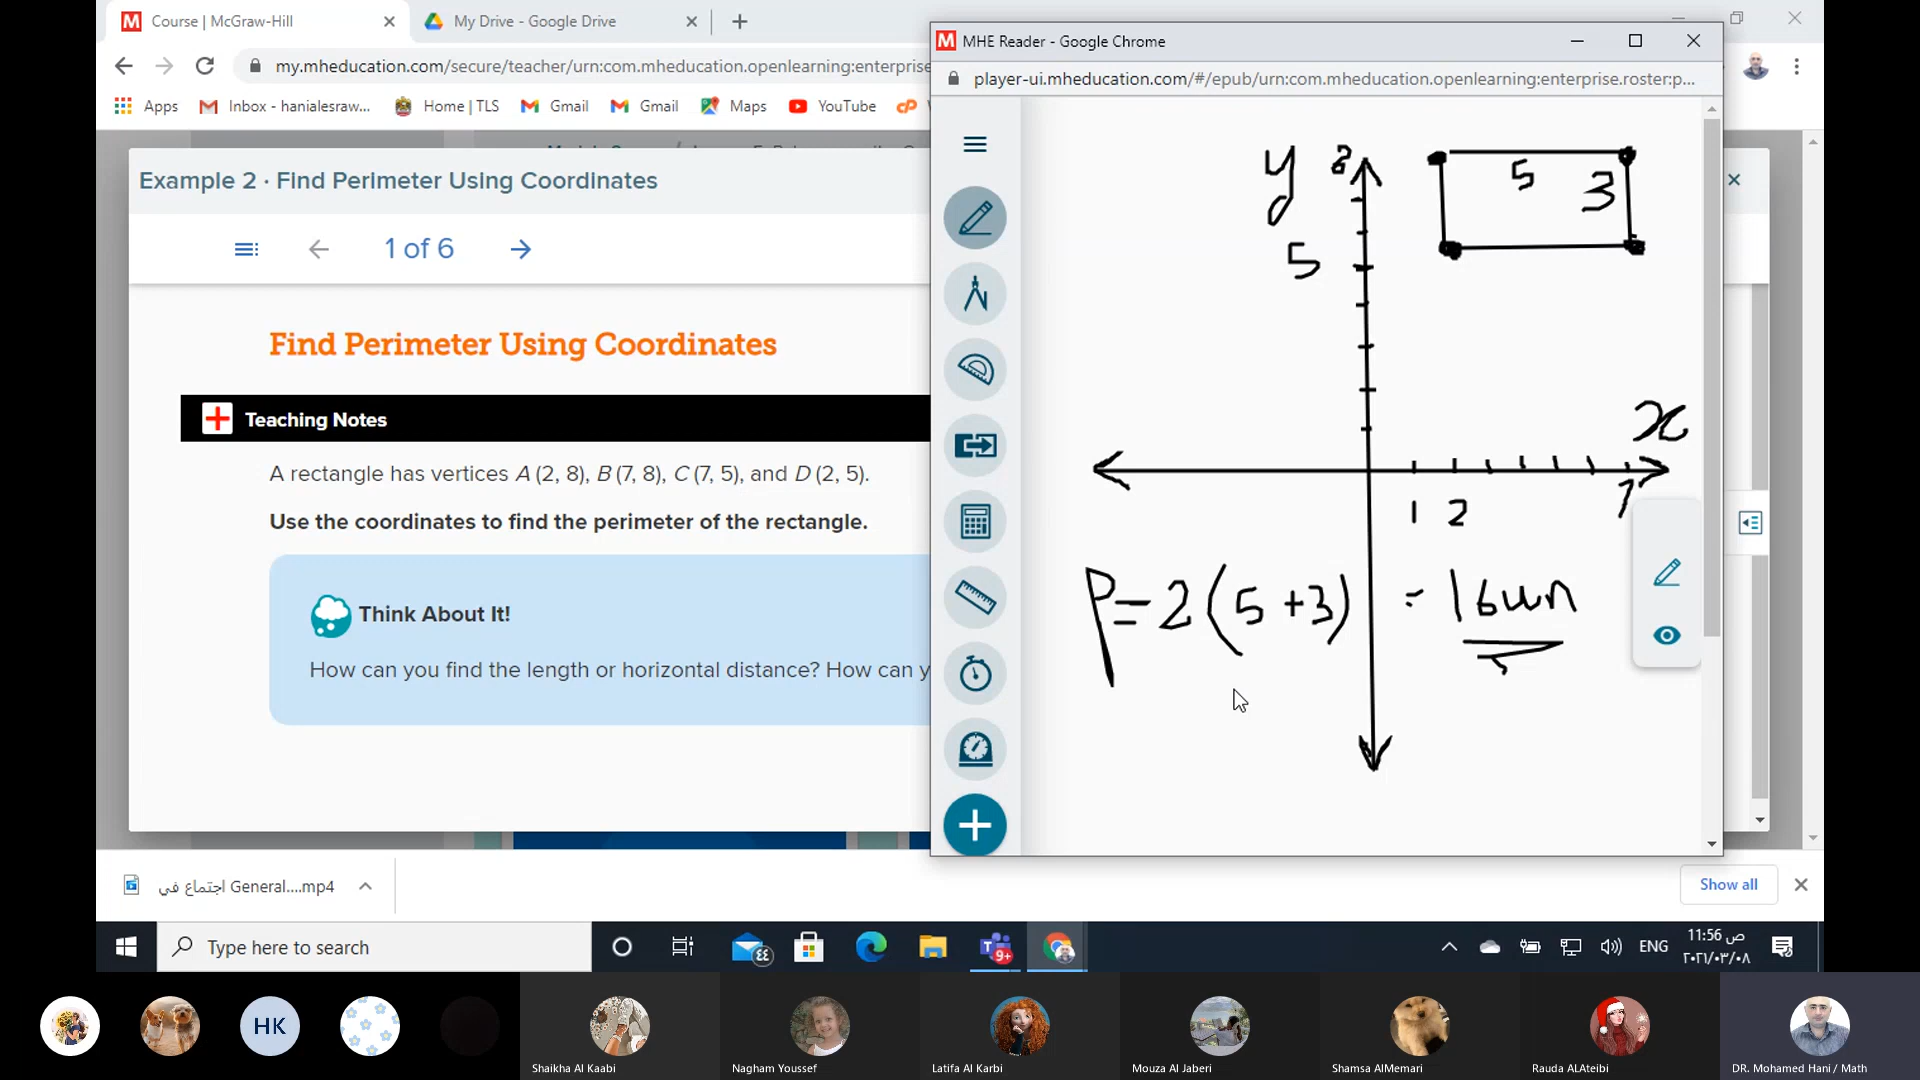 Course | McGraw-Hill
My Drive - Google Drive
my.mheducation.com/secure/teacher/urn:com.mheducation.openlearning:enterprise
Apps
Inbox - hanialesraw...
Home | TLS
Gmail
Gmail
Maps
YouTube
MHE Reader - Google Chrome
player-ui.mheducation.com/#/epub/urn:com.mheducation.openlearning:enterprise.roster:p...
Example 2 · Find Perimeter Using Coordinates
1 of 6
Find Perimeter Using Coordinates
Teaching Notes
A rectangle has vertices A (2, 8), B (7, 8), C (7, 5), and D (2, 5).
Use the coordinates to find the perimeter of the rectangle.
Think About It!
How can you find the length or horizontal distance? How can y
y 8
5 3
5
x
1 2 7
P = 2 ( 5 + 3 ) = 16 un
اجتماع في General....mp4
Show all
Type here to search
٤٤
9+
ENG
11:56 ص
٢٠٢١/٠٣/٠٨
HK
Shaikha Al Kaabi
Nagham Youssef
Latifa Al Karbi
Mouza Al Jaberi
Shamsa AlMemari
Rauda ALAteibi
DR. Mohamed Hani / Math